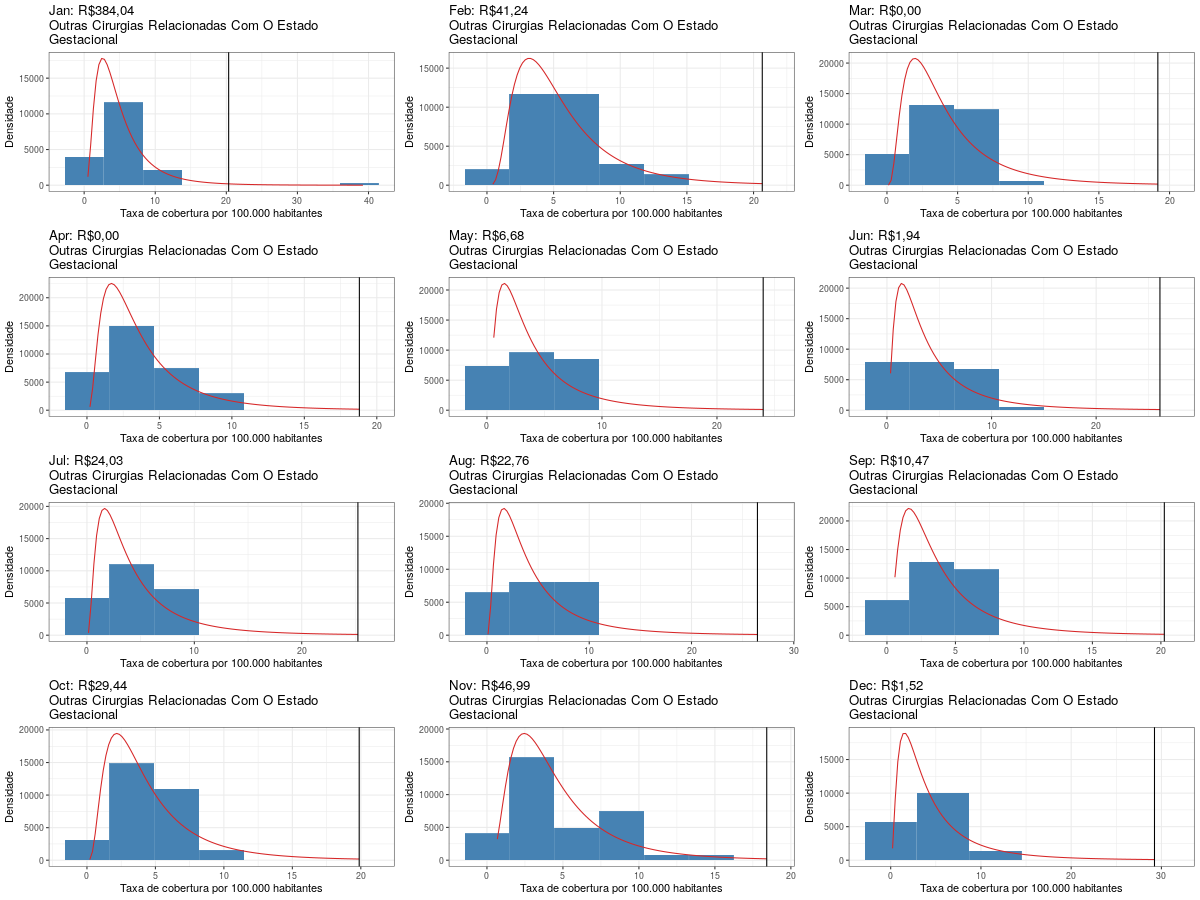 Jan: R$384,04
Outras Cirurgias Relacionadas Com O Estado
Gestacional
Densidade
15000
10000
5000
0
0 10 20 30 40
Taxa de cobertura por 100.000 habitantes
Feb: R$41,24
Outras Cirurgias Relacionadas Com O Estado
Gestacional
Densidade
15000
10000
5000
0
0 5 10 15 20
Taxa de cobertura por 100.000 habitantes
Mar: R$0,00
Outras Cirurgias Relacionadas Com O Estado
Gestacional
Densidade
20000
15000
10000
5000
0
0 5 10 15 20
Taxa de cobertura por 100.000 habitantes
Apr: R$0,00
Outras Cirurgias Relacionadas Com O Estado
Gestacional
Densidade
20000
15000
10000
5000
0
0 5 10 15 20
Taxa de cobertura por 100.000 habitantes
May: R$6,68
Outras Cirurgias Relacionadas Com O Estado
Gestacional
Densidade
20000
15000
10000
5000
0
0 10 20
Taxa de cobertura por 100.000 habitantes
Jun: R$1,94
Outras Cirurgias Relacionadas Com O Estado
Gestacional
Densidade
20000
15000
10000
5000
0
0 10 20
Taxa de cobertura por 100.000 habitantes
Jul: R$24,03
Outras Cirurgias Relacionadas Com O Estado
Gestacional
Densidade
20000
15000
10000
5000
0
0 10 20
Taxa de cobertura por 100.000 habitantes
Aug: R$22,76
Outras Cirurgias Relacionadas Com O Estado
Gestacional
Densidade
20000
15000
10000
5000
0
0 10 20 30
Taxa de cobertura por 100.000 habitantes
Sep: R$10,47
Outras Cirurgias Relacionadas Com O Estado
Gestacional
Densidade
20000
15000
10000
5000
0
0 5 10 15 20
Taxa de cobertura por 100.000 habitantes
Oct: R$29,44
Outras Cirurgias Relacionadas Com O Estado
Gestacional
Densidade
20000
15000
10000
5000
0
0 5 10 15 20
Taxa de cobertura por 100.000 habitantes
Nov: R$46,99
Outras Cirurgias Relacionadas Com O Estado
Gestacional
Densidade
20000
15000
10000
5000
0
0 5 10 15 20
Taxa de cobertura por 100.000 habitantes
Dec: R$1,52
Outras Cirurgias Relacionadas Com O Estado
Gestacional
Densidade
15000
10000
5000
0
0 10 20 30
Taxa de cobertura por 100.000 habitantes